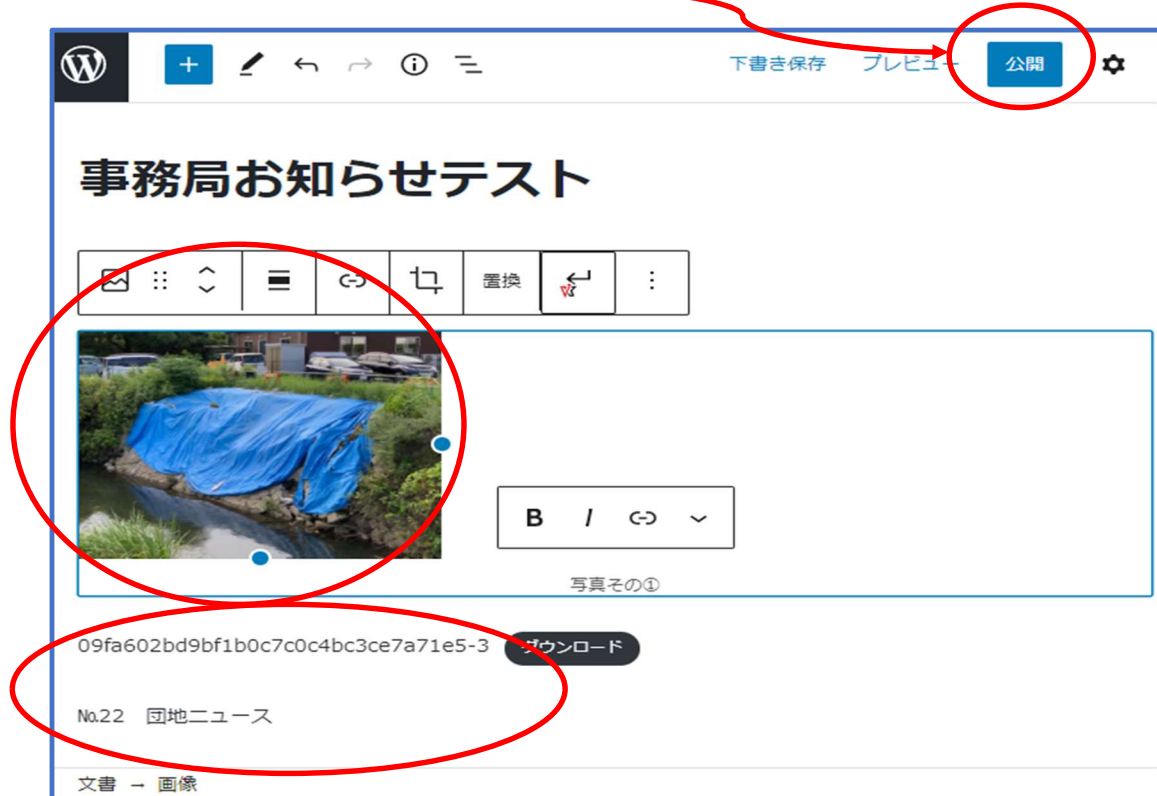 下書き保存 プレビュー 公開
事務局お知らせテスト
置換
B I
写真その①
09fa602bd9bf1b0c7c0c4bc3ce7a71e5-3 ダウンロード
№22 団地ニュース
文書 → 画像